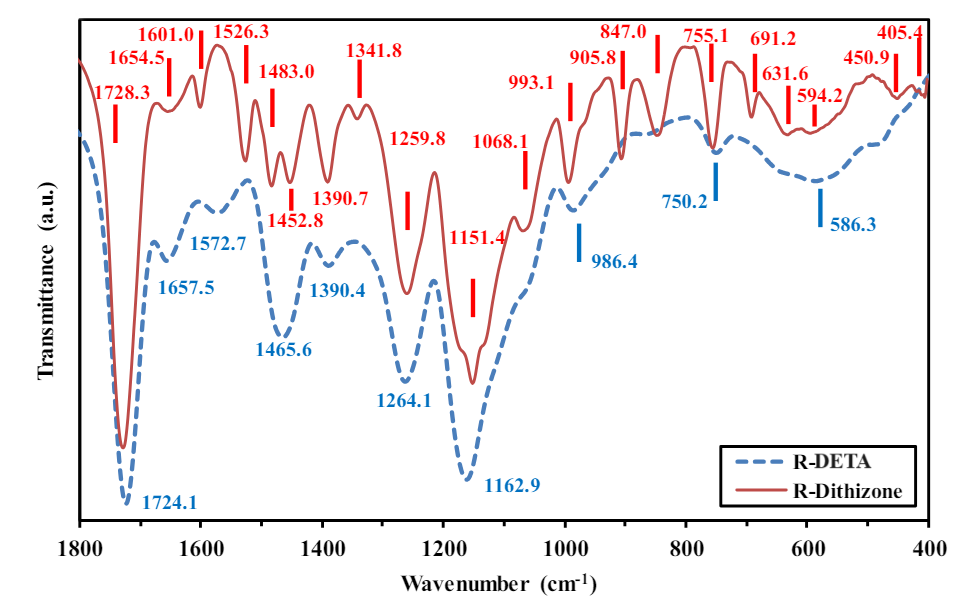 1601.0 1526.3 1341.8 847.0 755.1 691.2 405.4
1654.5 1483.0 993.1 905.8 631.6 450.9
1728.3 594.2
1259.8 1068.1
1452.8 1390.7
1151.4
750.2
586.3
1572.7
986.4
1657.5 1390.4
1465.6
1264.1
1162.9
1724.1
R-DETA
R-Dithizone
Transmittance (a.u.)
1800 1600 1400 1200 1000 800 600 400
Wavenumber (cm-1)